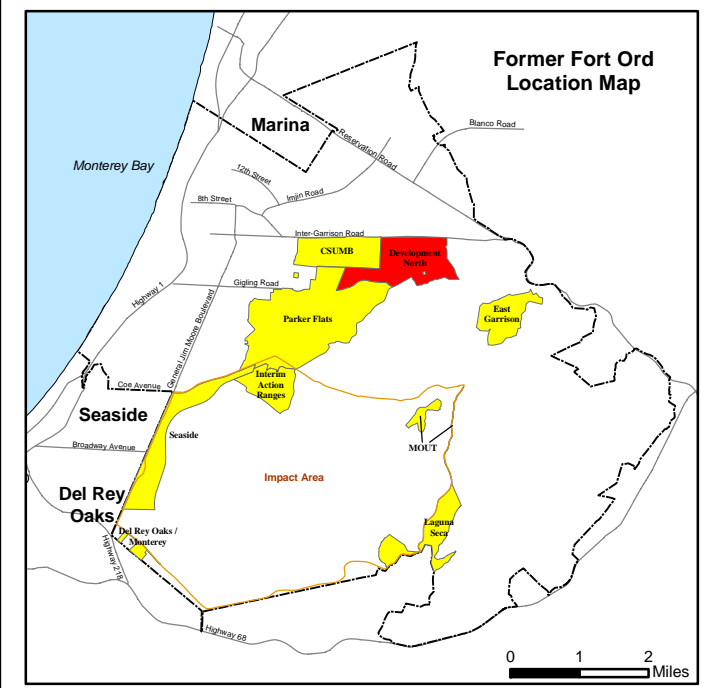 Former Fort Ord
Location Map
Marina
Blanco Road
Reservation Road
Monterey Bay
12th Street
Imjin Road
8th Street
Inter-Garrison Road
CSUMB
Development
North
Gigling Road
Highway 1
General Jim Moore Boulevard
Parker Flats
East
Garrison
Interim
Action
Ranges
Coe Avenue
Seaside
Seaside
Broadway Avenue
MOUT
Impact Area
Del Rey
Oaks
Laguna
Seca
Del Rey Oaks /
Monterey
Highway 218
Highway 68
0 1 2
Miles